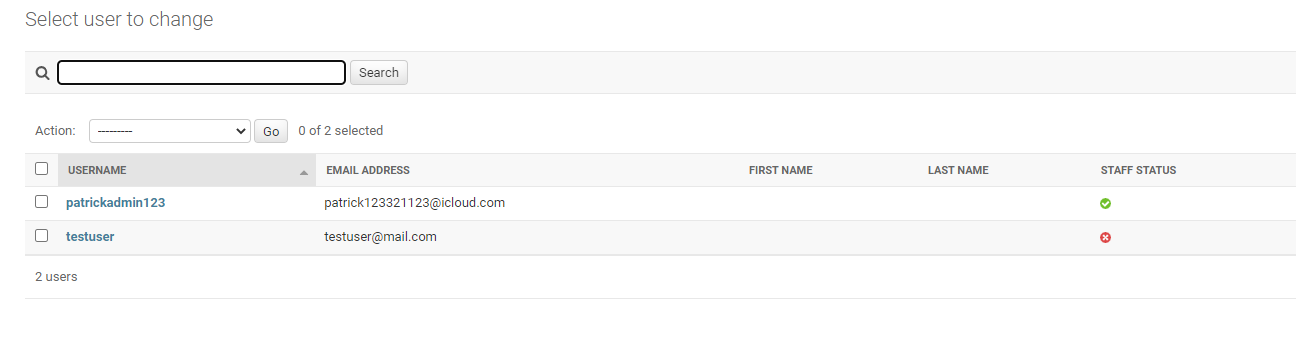 Select user to change
Search
Action: --------- Go 0 of 2 selected
USERNAME EMAIL ADDRESS FIRST NAME LAST NAME STAFF STATUS
patrickadmin123 patrick123321123@icloud.com
testuser testuser@mail.com
2 users